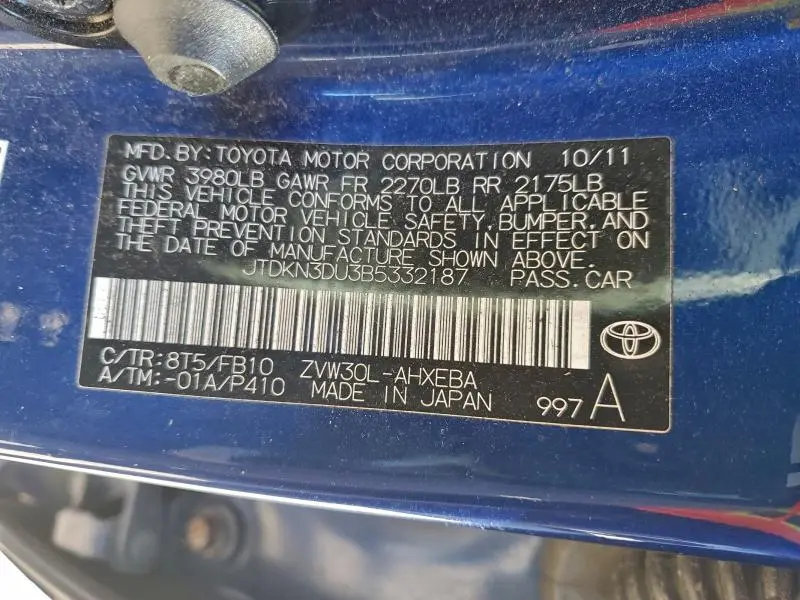 MFD. BY: TOYOTA MOTOR CORPORATION 10/11
GVWR 3980LB GAWR FR 2270LB RR 2175LB
THIS VEHICLE CONFORMS TO ALL APPLICABLE
FEDERAL MOTOR VEHICLE SAFETY, BUMPER, AND
THEFT PREVENTION STANDARDS IN EFFECT ON
THE DATE OF MANUFACTURE SHOWN ABOVE.
JTDKN3DU3B5332187 PASS. CAR
C/TR: 8T5/FB10 ZVW30L-AHXEBA
A/TM: -01A/P410 MADE IN JAPAN 997 A